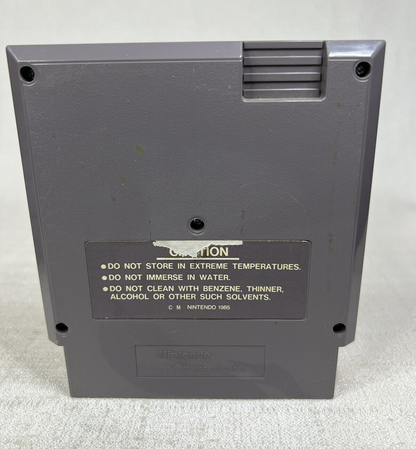 CAUTION
●DO NOT STORE IN EXTREME TEMPERATURES.
●DO NOT IMMERSE IN WATER.
●DO NOT CLEAN WITH BENZENE, THINNER,
ALCOHOL OR OTHER SUCH SOLVENTS.
C M NINTENDO 1985
Nintendo